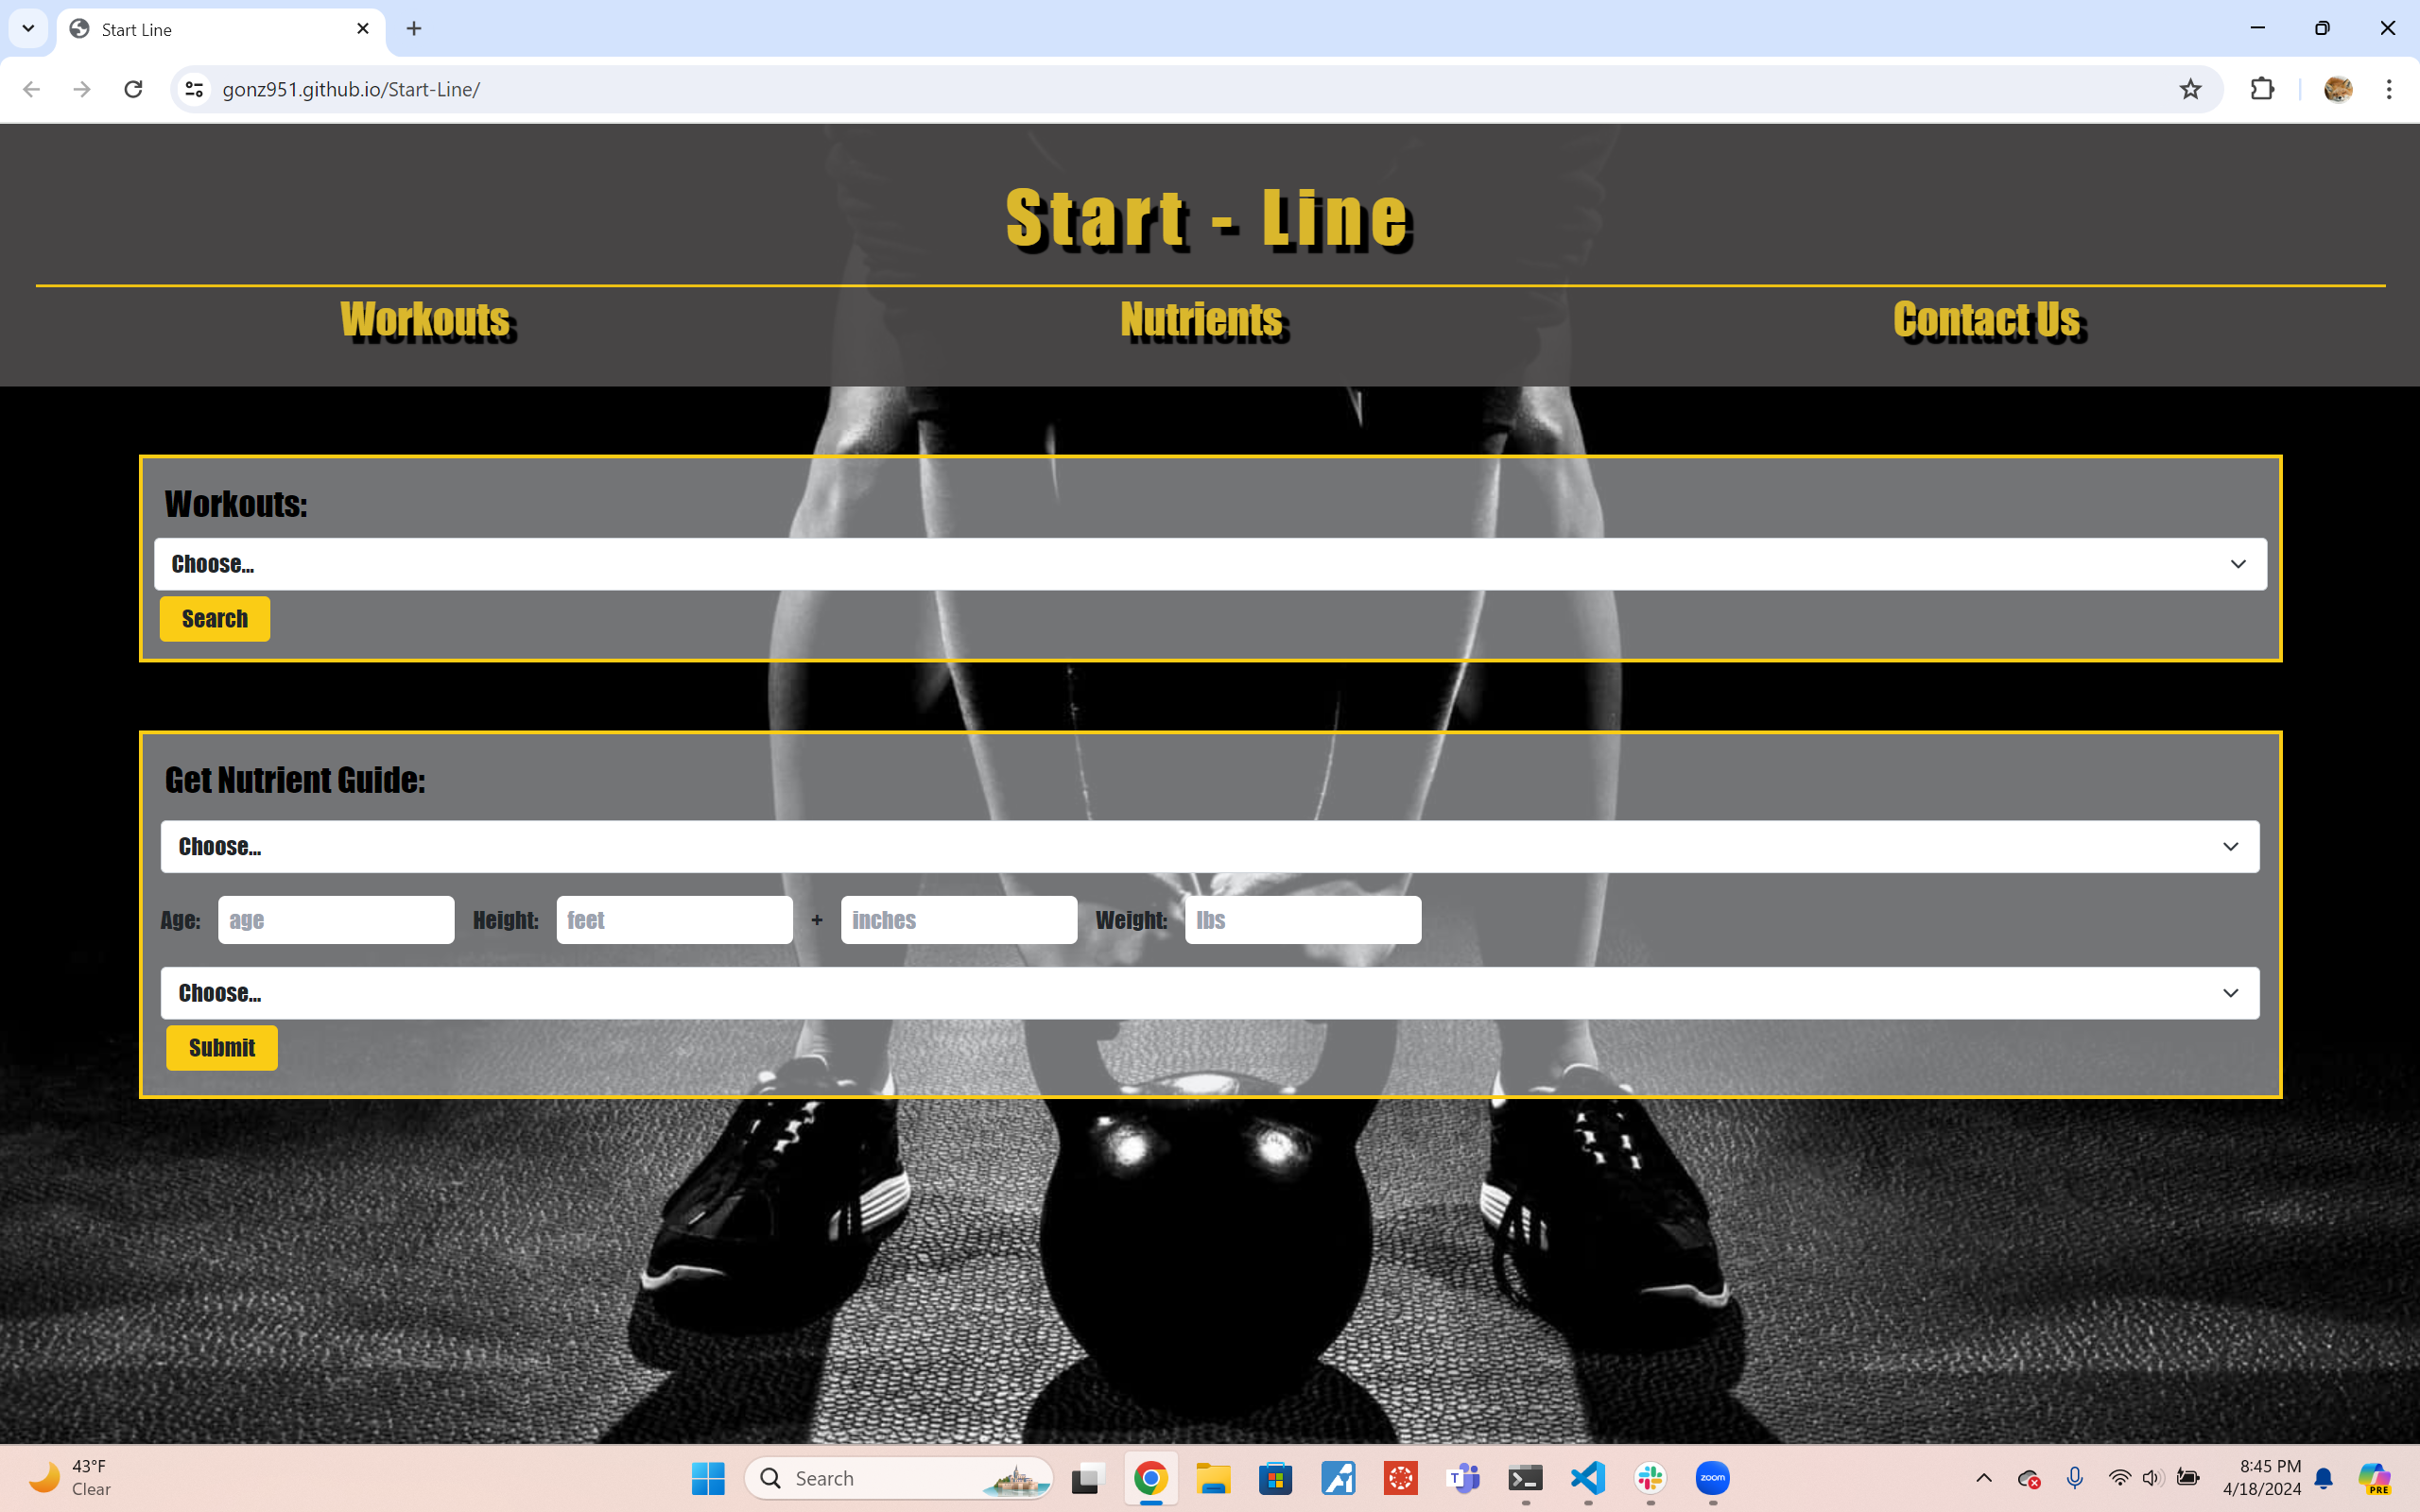 Start Line
gonz951.github.io/Start-Line/
Start - Line
Workouts Nutrients Contact Us
Workouts:
Choose...
Search
Get Nutrient Guide:
Choose...
Age: age Height: feet + inches Weight: lbs
Choose...
Submit
43°F
Clear
Search
T
zoom
8:45 PM
4/18/2024
PRE